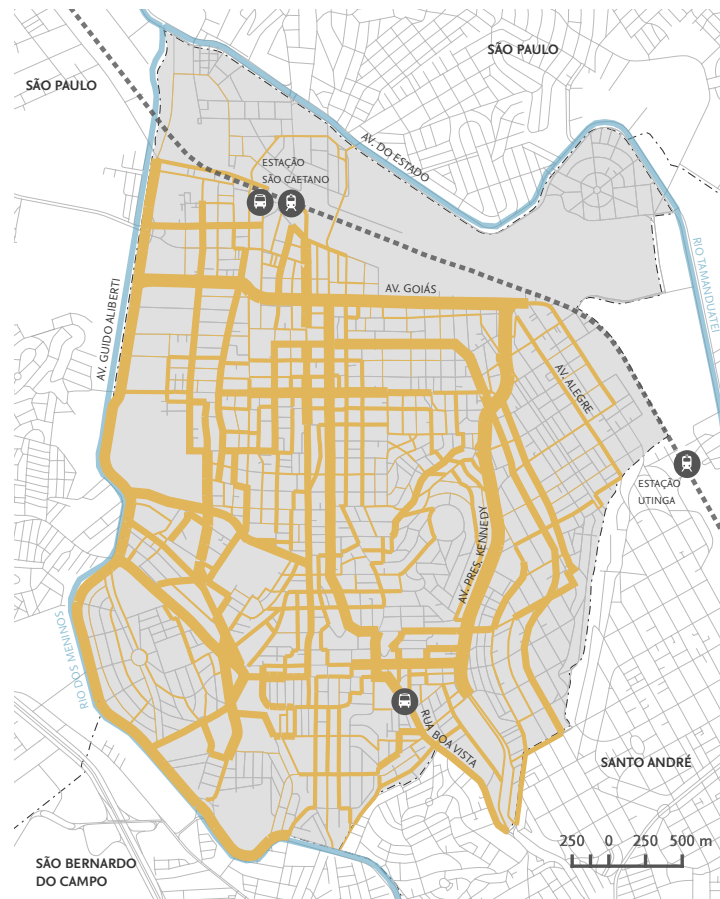 SÃO PAULO
SÃO PAULO
AV. DO ESTADO
ESTAÇÃO
SÃO CAETANO
RIO TAMANDUATEÍ
AV. GOIÁS
AV. GUIDO ALIBERTI
AV. ALEGRE
ESTAÇÃO
UTINGA
AV. PRES. KENNEDY
RIO DOS MENINOS
RUA BOA VISTA
SANTO ANDRÉ
250 0 250 500 m
SÃO BERNARDO
DO CAMPO